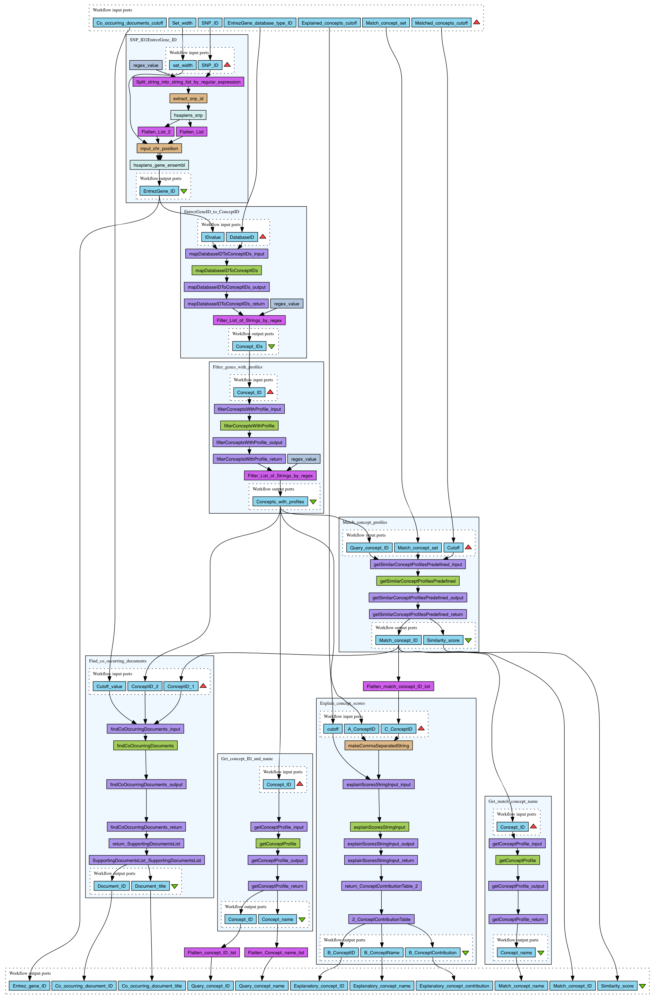 Workflow input ports
Co_occurring_documents_cutoff
Set_width
SNP_ID
EntrezGene_database_type_ID
Explained_concepts_cutoff
Match_concept_set
Matched_concepts_cutoff
SNP_ID2EntrezGene_ID
Workflow input ports
regex_value
set_width
SNP_ID
Split_string_into_string_list_by_regular_expression
extract_snp_id
hsapiens_snp
Flatten_List_2
Flatten_List
input_chr_position
hsapiens_gene_ensembl
Workflow output ports
EntrezGene_ID
EntrezGeneID_to_ConceptID
Workflow input ports
IDvalue
DatabaseID
mapDatabaseIDToConceptIDs_input
mapDatabaseIDToConceptIDs
mapDatabaseIDToConceptIDs_output
mapDatabaseIDToConceptIDs_return
regex_value
Filter_List_of_Strings_by_regex
Workflow output ports
Concept_IDs
Filter_genes_with_profiles
Workflow input ports
Concept_ID
filterConceptsWithProfile_input
filterConceptsWithProfile
filterConceptsWithProfile_output
filterConceptsWithProfile_return
regex_value
Filter_List_of_Strings_by_regex
Workflow output ports
Concepts_with_profiles
Match_concept_profiles
Workflow input ports
Query_concept_ID
Match_concept_set
Cutoff
getSimilarConceptProfilesPredefined_input
getSimilarConceptProfilesPredefined
getSimilarConceptProfilesPredefined_output
getSimilarConceptProfilesPredefined_return
Workflow output ports
Match_concept_ID
Similarity_score
Find_co_occurring_documents
Workflow input ports
Cutoff_value
ConceptID_2
ConceptID_1
findCoOccurringDocuments_input
findCoOccurringDocuments
findCoOccurringDocuments_output
findCoOccurringDocuments_return
return_SupportingDocumentsList
SupportingDocumentsList_SupportingDocumentsList
Workflow output ports
Document_ID
Document_title
Get_concept_ID_and_name
Workflow input ports
Concept_ID
getConceptProfile_input
getConceptProfile
getConceptProfile_output
getConceptProfile_return
Workflow output ports
Concept_ID
Concept_name
Flatten_concept_ID_list
Flatten_Concept_name_list
Flatten_match_concept_ID_list
Explain_concept_scores
Workflow input ports
cutoff
A_ConceptID
C_ConceptID
makeCommaSeparatedString
explainScoresStringInput_input
explainScoresStringInput
explainScoresStringInput_output
explainScoresStringInput_return
return_ConceptContributionTable_2
2_ConceptContributionTable
Workflow output ports
B_ConceptID
B_ConceptName
B_ConceptContribution
Get_match_concept_name
Workflow input ports
Concept_ID
getConceptProfile_input
getConceptProfile
getConceptProfile_output
getConceptProfile_return
Workflow output ports
Concept_name
Workflow output ports
Entrez_gene_ID
Co_occurring_document_ID
Co_occurring_document_title
Query_concept_ID
Query_concept_name
Explanatory_concept_ID
Explanatory_concept_name
Explanatory_concept_contribution
Match_concept_name
Match_concept_ID
Similarity_score